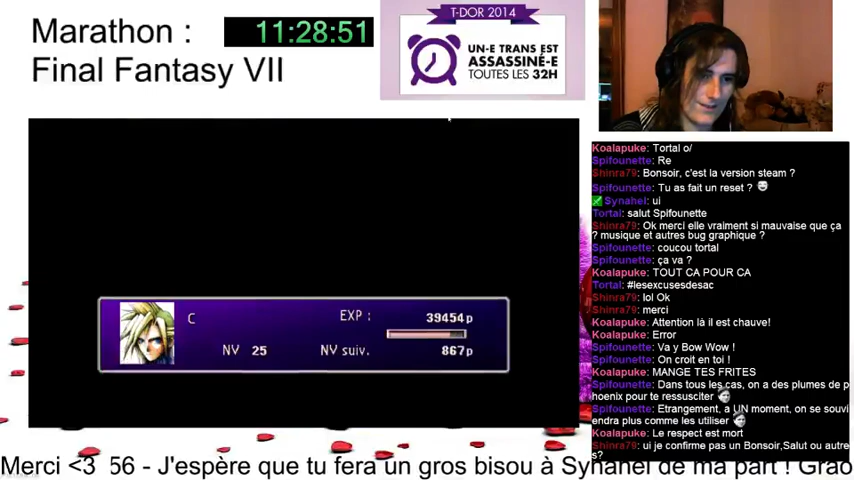 Marathon :
Final Fantasy VII
11:28:51
T-DOR 2014
UN·E TRANS EST
ASSASSINÉ·E
TOUTES LES 32H
C
EXP : 39454p
NV 25 NV suiv. 867p
Koalapuke: Tortal o/
Spifounette: Re
Shinra79: Bonsoir, c'est la version steam ?
Spifounette: Tu as fait un reset ?
Synahel: ui
Tortal: salut Spifounette
Shinra79: Ok merci elle vraiment si mauvaise que ça
? musique et autres bug graphique ?
Spifounette: coucou tortal
Spifounette: ça va ?
Koalapuke: TOUT CA POUR CA
Tortal: #lesexcusesdesac
Shinra79: lol Ok
Shinra79: merci
Koalapuke: Attention là il est chauve!
Koalapuke: Error
Spifounette: Va y Bow Wow !
Spifounette: On croit en toi !
Koalapuke: MANGE TES FRITES
Spifounette: Dans tous les cas, on a des plumes de p
hoenix pour te ressusciter
Spifounette: Etrangement, a UN moment, on se souvi
endra plus comme les utiliser
Koalapuke: Le respect est mort
Shinra79: ui je confirme pas un Bonsoir,Salut ou autre
s?
Merci <3 56 - J'espère que tu fera un gros bisou à Synahel de ma part ! Grao